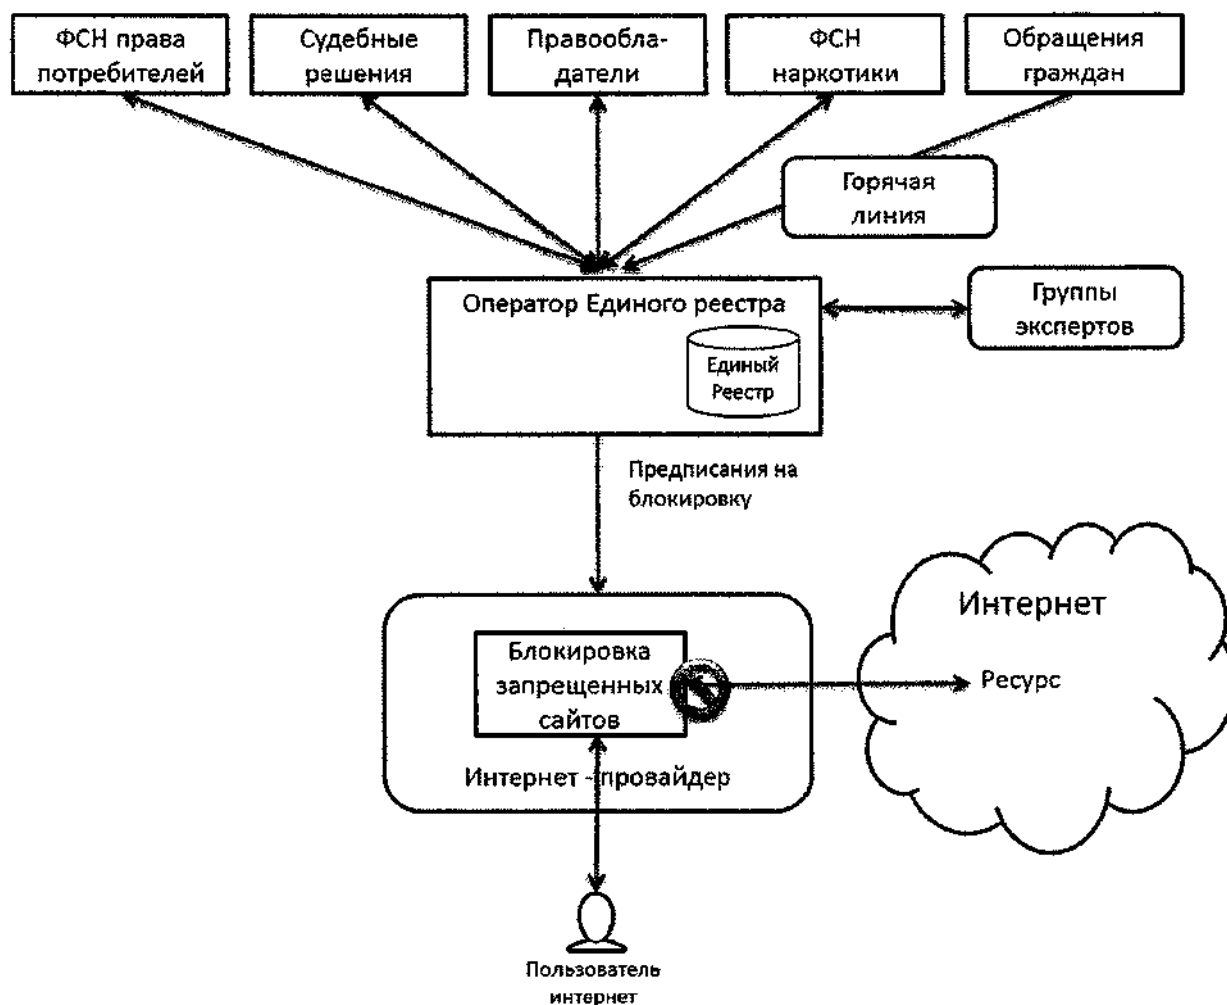 ФСН права
потребителей
Судебные
решения
Правообла-
датели
ФСН
наркотики
Обращения
граждан
Горячая
линия
Оператор Единого реестра
Единый
Реестр
Группы
экспертов
Предписания на
блокировку
Интернет
Ресурс
Блокировка
запрещенных
сайтов
Интернет - провайдер
Пользователь
интернет